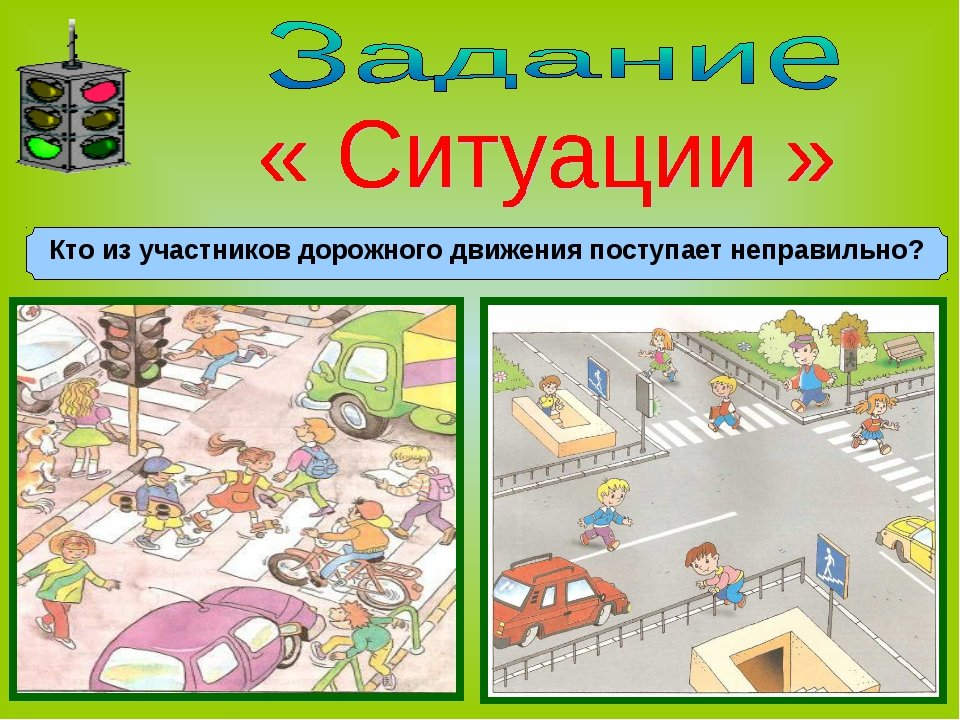 Задание
« Ситуации »
Кто из участников дорожного движения поступает неправильно?